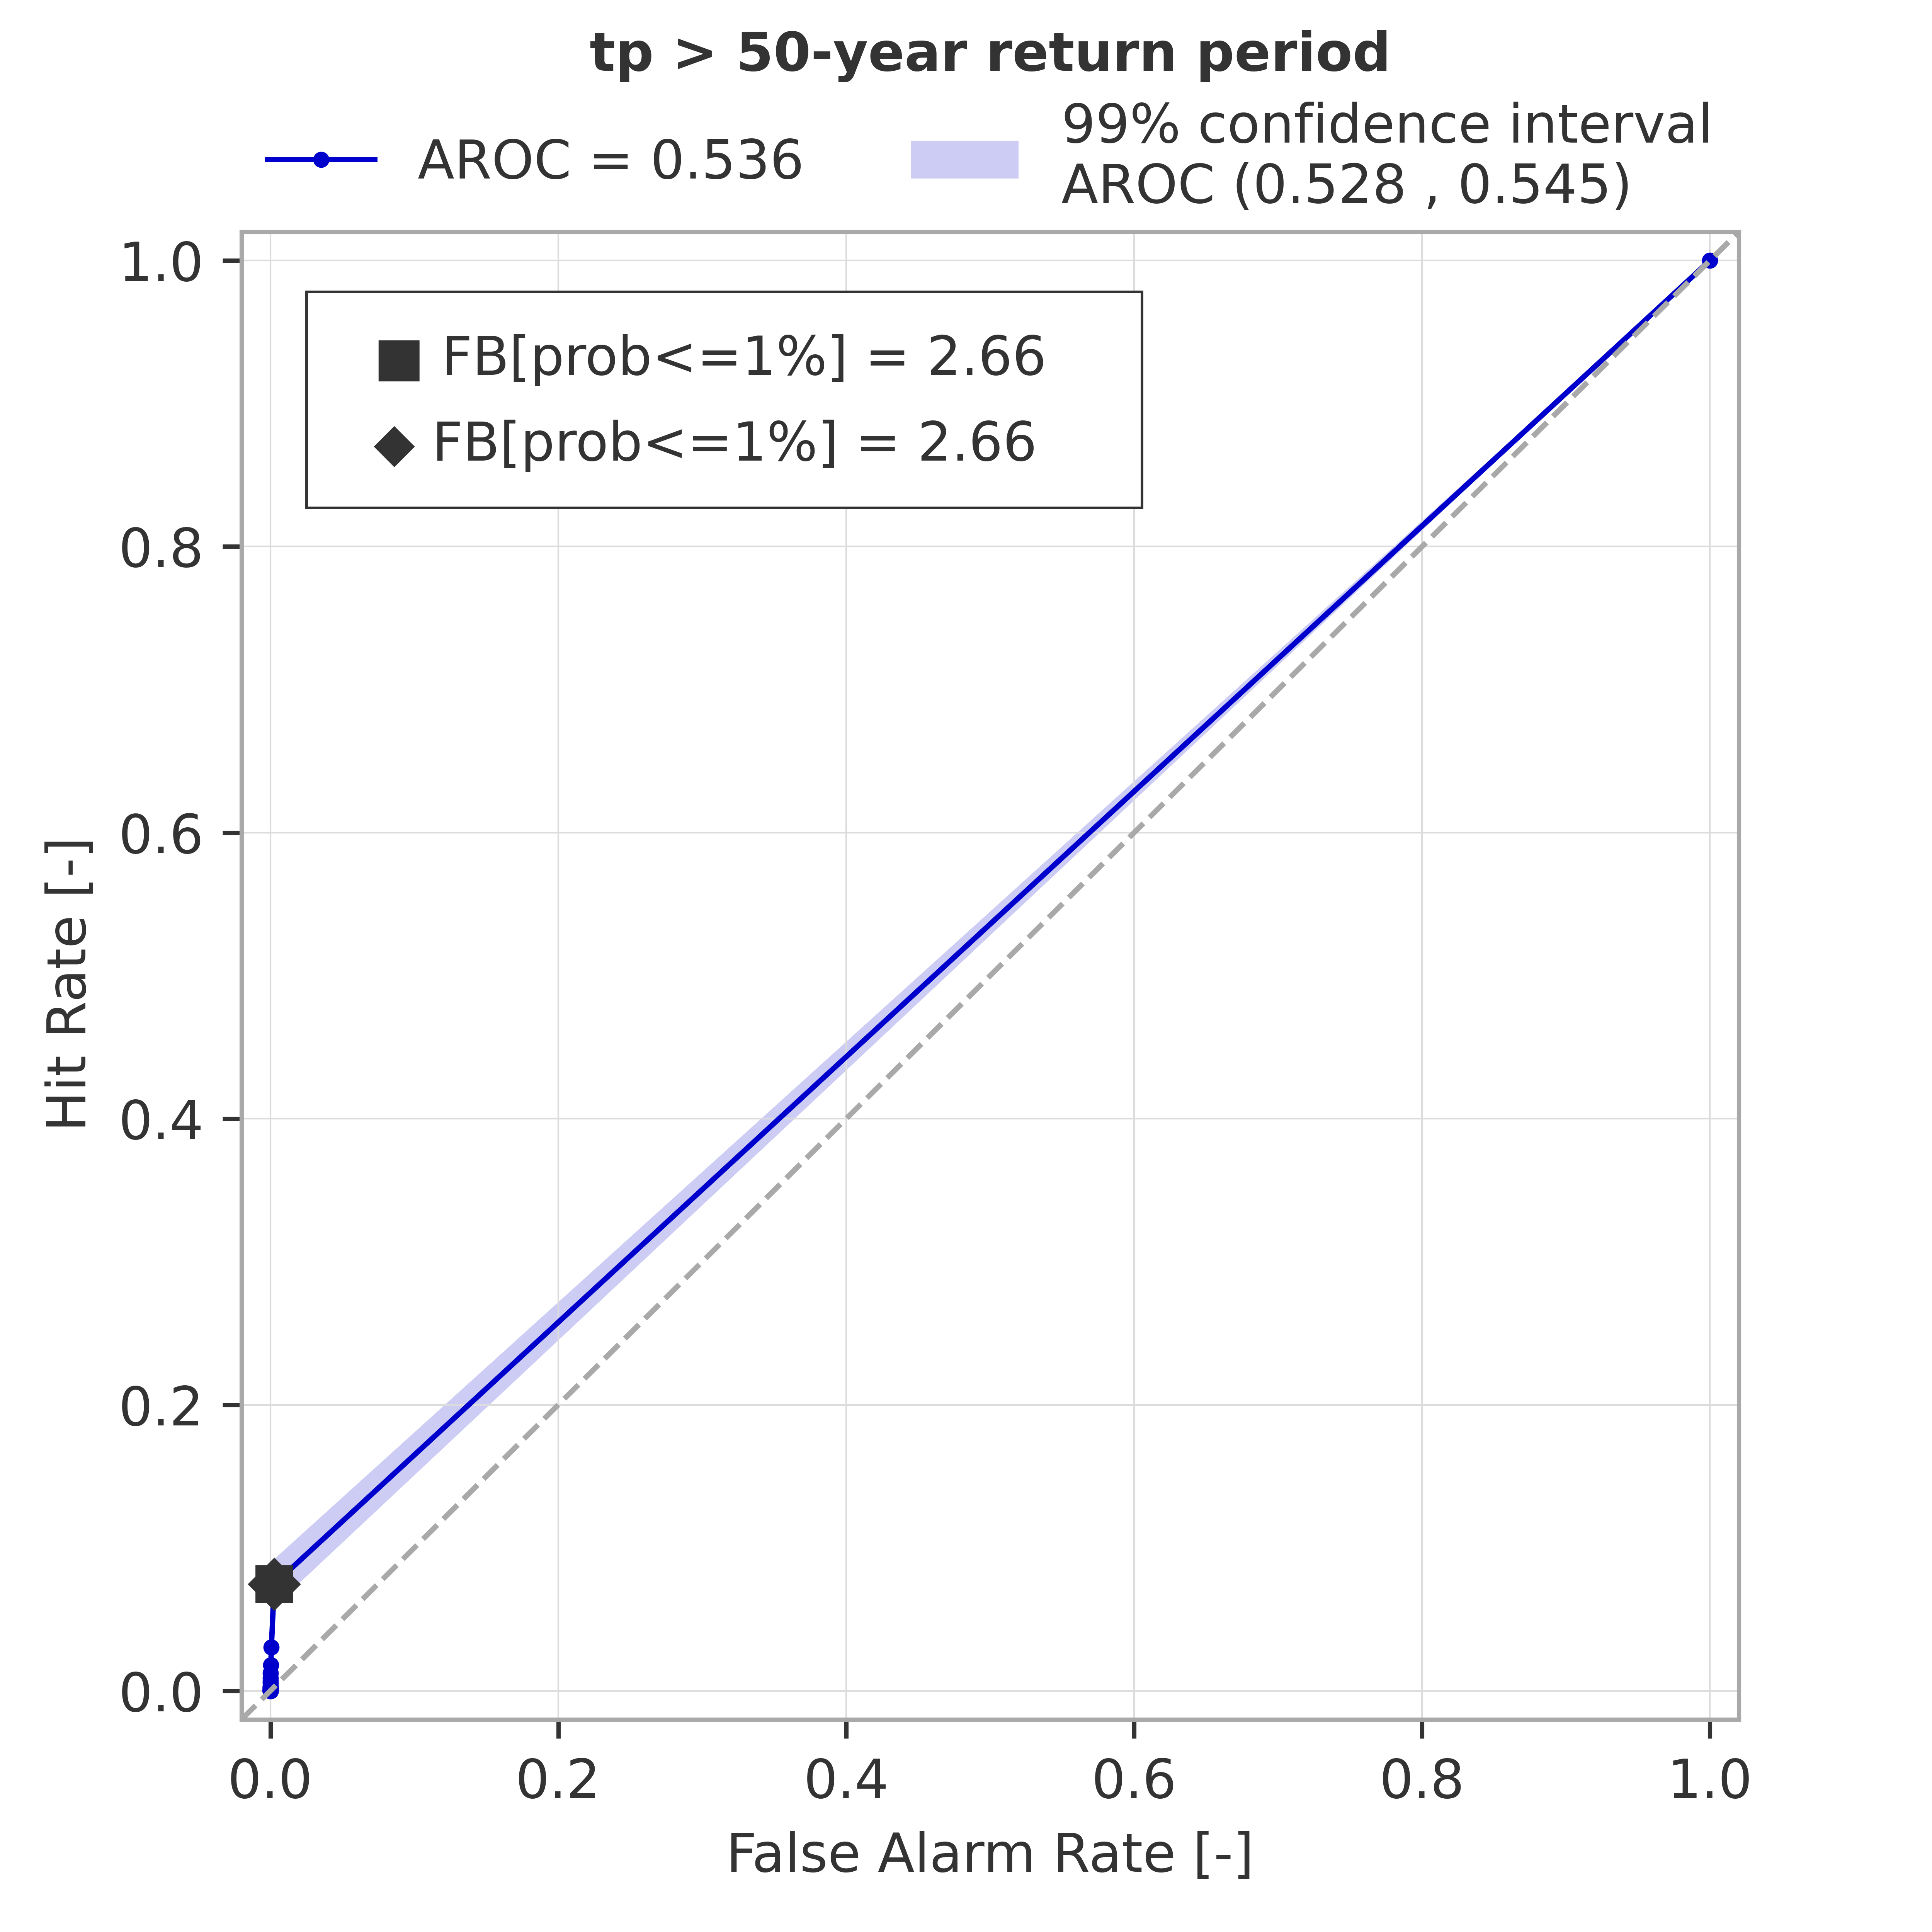 tp > 50-year return period
AROC = 0.536
99% confidence interval
AROC (0.528 , 0.545)
FB[prob<=1%] = 2.66
FB[prob<=1%] = 2.66
1.0
0.8
0.6
0.4
0.2
0.0
Hit Rate [-]
0.0 0.2 0.4 0.6 0.8 1.0
False Alarm Rate [-]